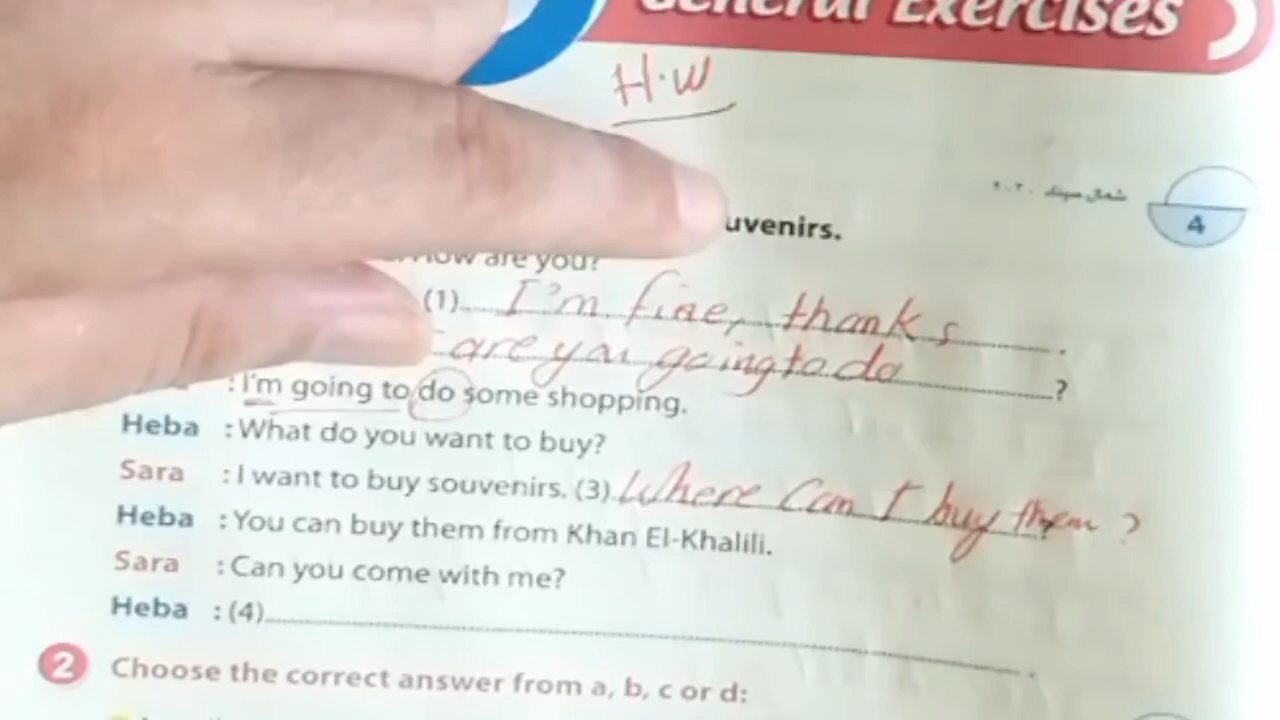 General Exercises
H.W
شمال سيناء ٢٠٢٠
4
uvenirs.
How are you?
(1) I'm fine, thanks.
are you going to do?
: I'm going to do some shopping.
Heba : What do you want to buy?
Sara : I want to buy souvenirs. (3) Where can I buy them ?
Heba : You can buy them from Khan El-Khalili.
Sara : Can you come with me?
Heba : (4).
2 Choose the correct answer from a, b, c or d: